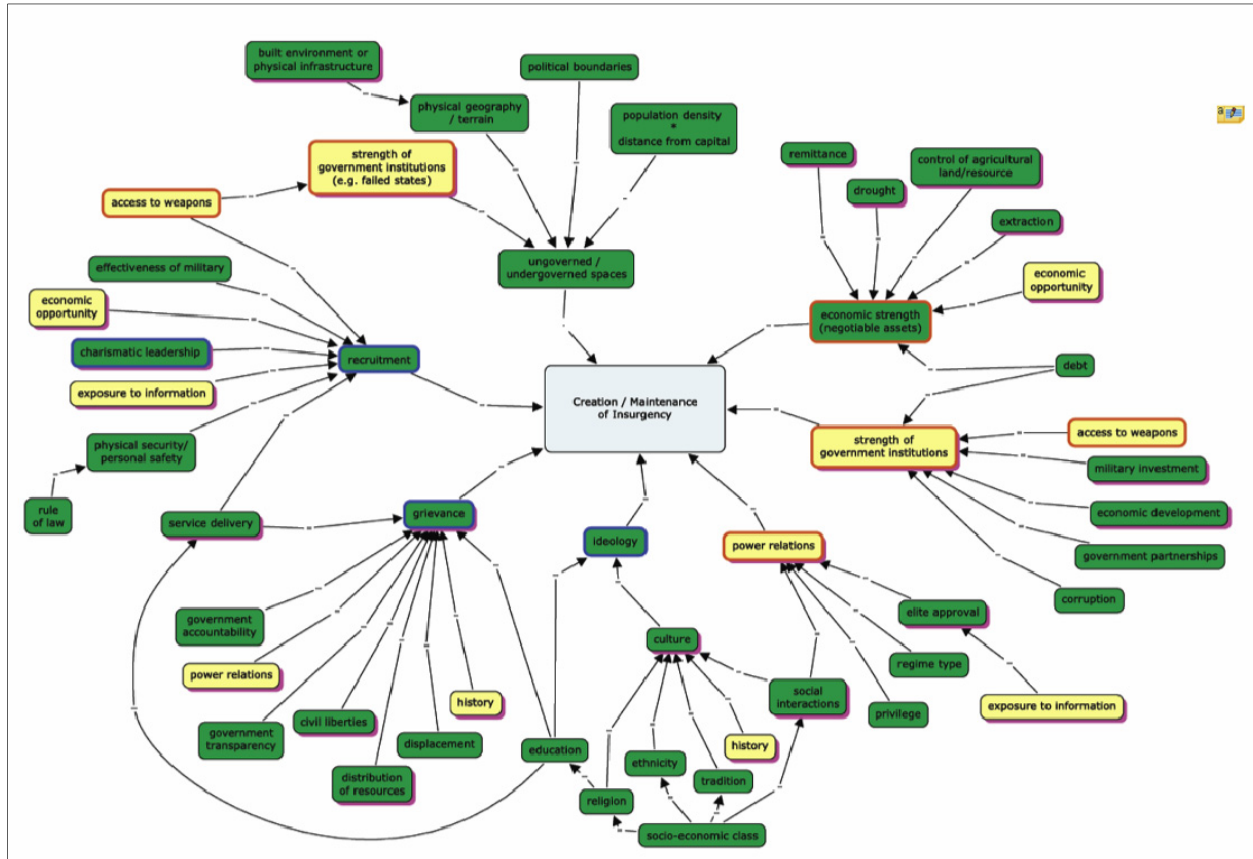 built environment or
physical infrastructure
political boundaries
physical geography
/ terrain
population density
*
distance from capital
strength of
government institutions
(e.g. failed states)
access to weapons
remittance
control of agricultural
land/resource
drought
extraction
economic
opportunity
ungoverned /
undergoverned spaces
effectiveness of military
economic
opportunity
charismatic leadership
exposure to information
recruitment
physical security/
personal safety
rule
of law
service delivery
economic strength
(negotiable assets)
debt
Creation / Maintenance
of Insurgency
strength of
government institutions
access to weapons
military investment
economic development
government partnerships
corruption
grievance
ideology
power relations
government
accountability
power relations
government
transparency
civil liberties
distribution
of resources
displacement
history
education
religion
culture
ethnicity
tradition
history
social
interactions
socio-economic class
elite approval
regime type
privilege
exposure to information